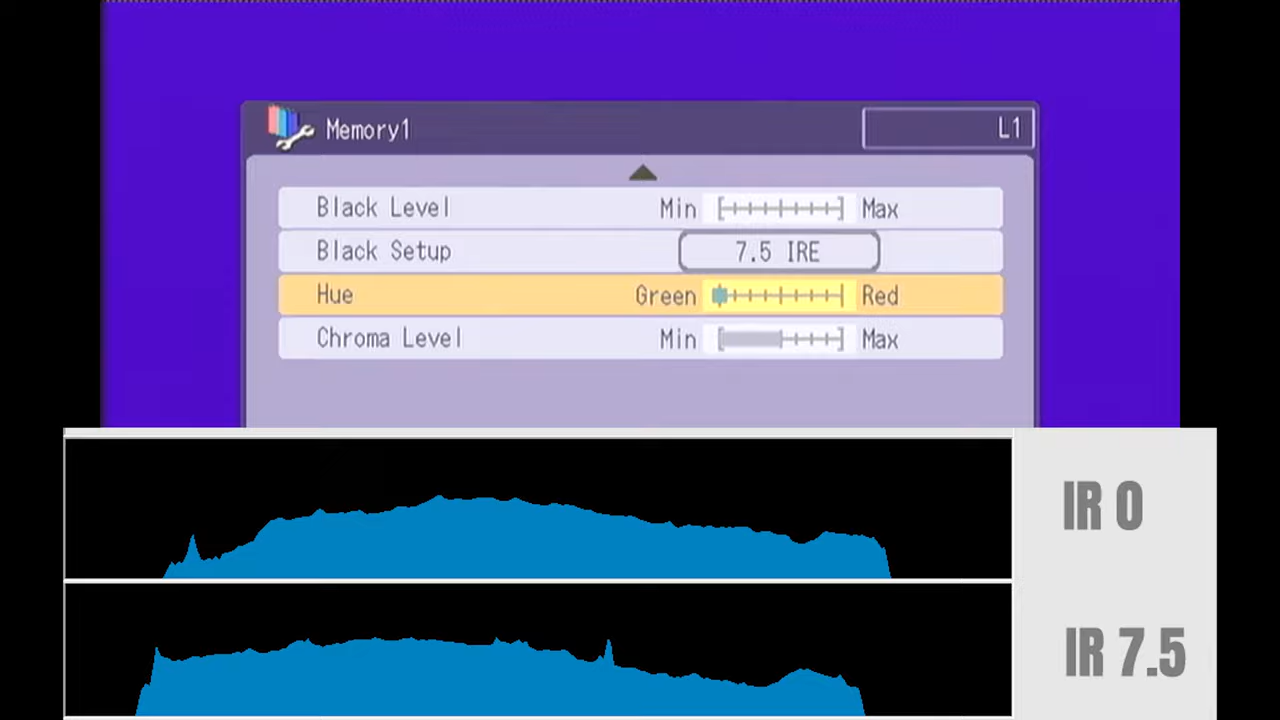 Memory1 L1
Black Level Min Max
Black Setup 7.5 IRE
Hue Green Red
Chroma Level Min Max
IR 0
IR 7.5